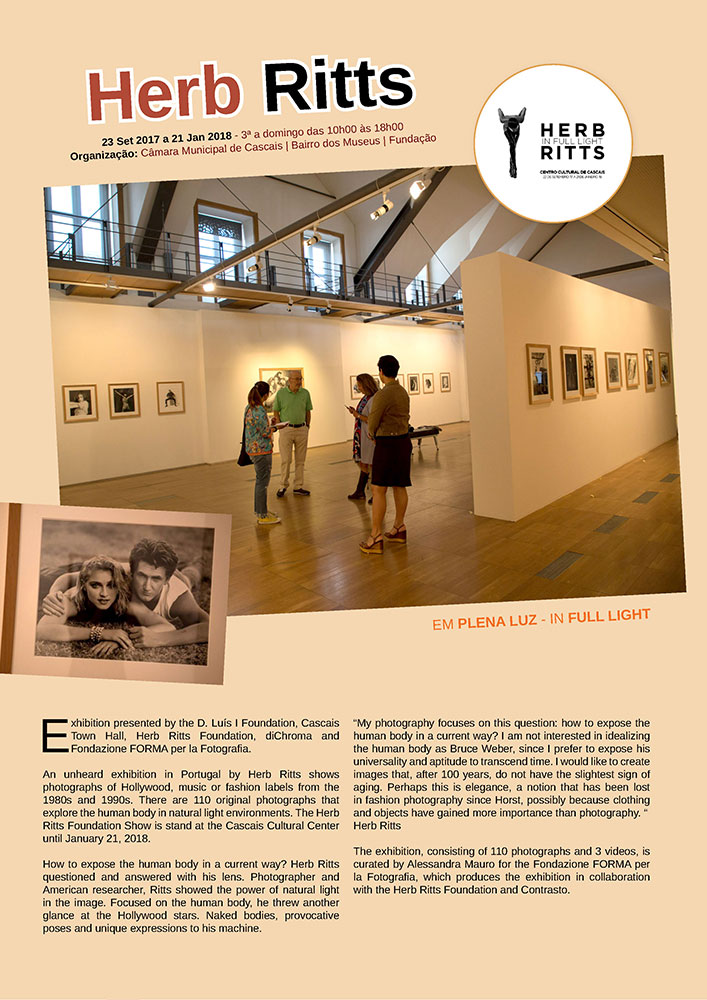 Herb Ritts
23 Set 2017 a 21 Jan 2018 - 3ª a domingo das 10h00 às 18h00
Organização: Câmara Municipal de Cascais | Bairro dos Museus | Fundação
HERB
IN FULL LIGHT
RITTS
CENTRO CULTURAL DE CASCAIS
EM PLENA LUZ - IN FULL LIGHT
Exhibition presented by the D. Luís I Foundation, Cascais
Town Hall, Herb Ritts Foundation, diChroma and
Fondazione FORMA per la Fotografia.
An unheard exhibition in Portugal by Herb Ritts shows
photographs of Hollywood, music or fashion labels from the
1980s and 1990s. There are 110 original photographs that
explore the human body in natural light environments. The Herb
Ritts Foundation Show is stand at the Cascais Cultural Center
until January 21, 2018.
How to expose the human body in a current way? Herb Ritts
questioned and answered with his lens. Photographer and
American researcher, Ritts showed the power of natural light
in the image. Focused on the human body, he threw another
glance at the Hollywood stars. Naked bodies, provocative
poses and unique expressions to his machine.
“My photography focuses on this question: how to expose the
human body in a current way? I am not interested in idealizing
the human body as Bruce Weber, since I prefer to expose his
universality and aptitude to transcend time. I would like to create
images that, after 100 years, do not have the slightest sign of
aging. Perhaps this is elegance, a notion that has been lost
in fashion photography since Horst, possibly because clothing
and objects have gained more importance than photography. “
Herb Ritts
The exhibition, consisting of 110 photographs and 3 videos, is
curated by Alessandra Mauro for the Fondazione FORMA per
la Fotografia, which produces the exhibition in collaboration
with the Herb Ritts Foundation and Contrasto.